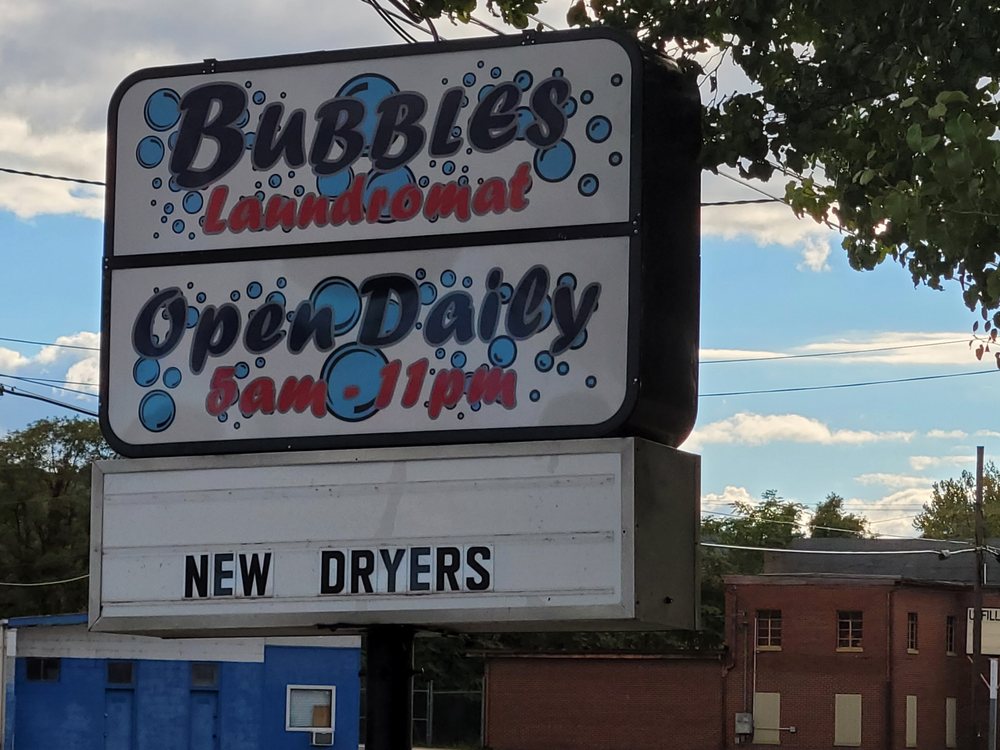 Bubbles
Laundromat
Open Daily
5am - 11pm
NEW DRYERS